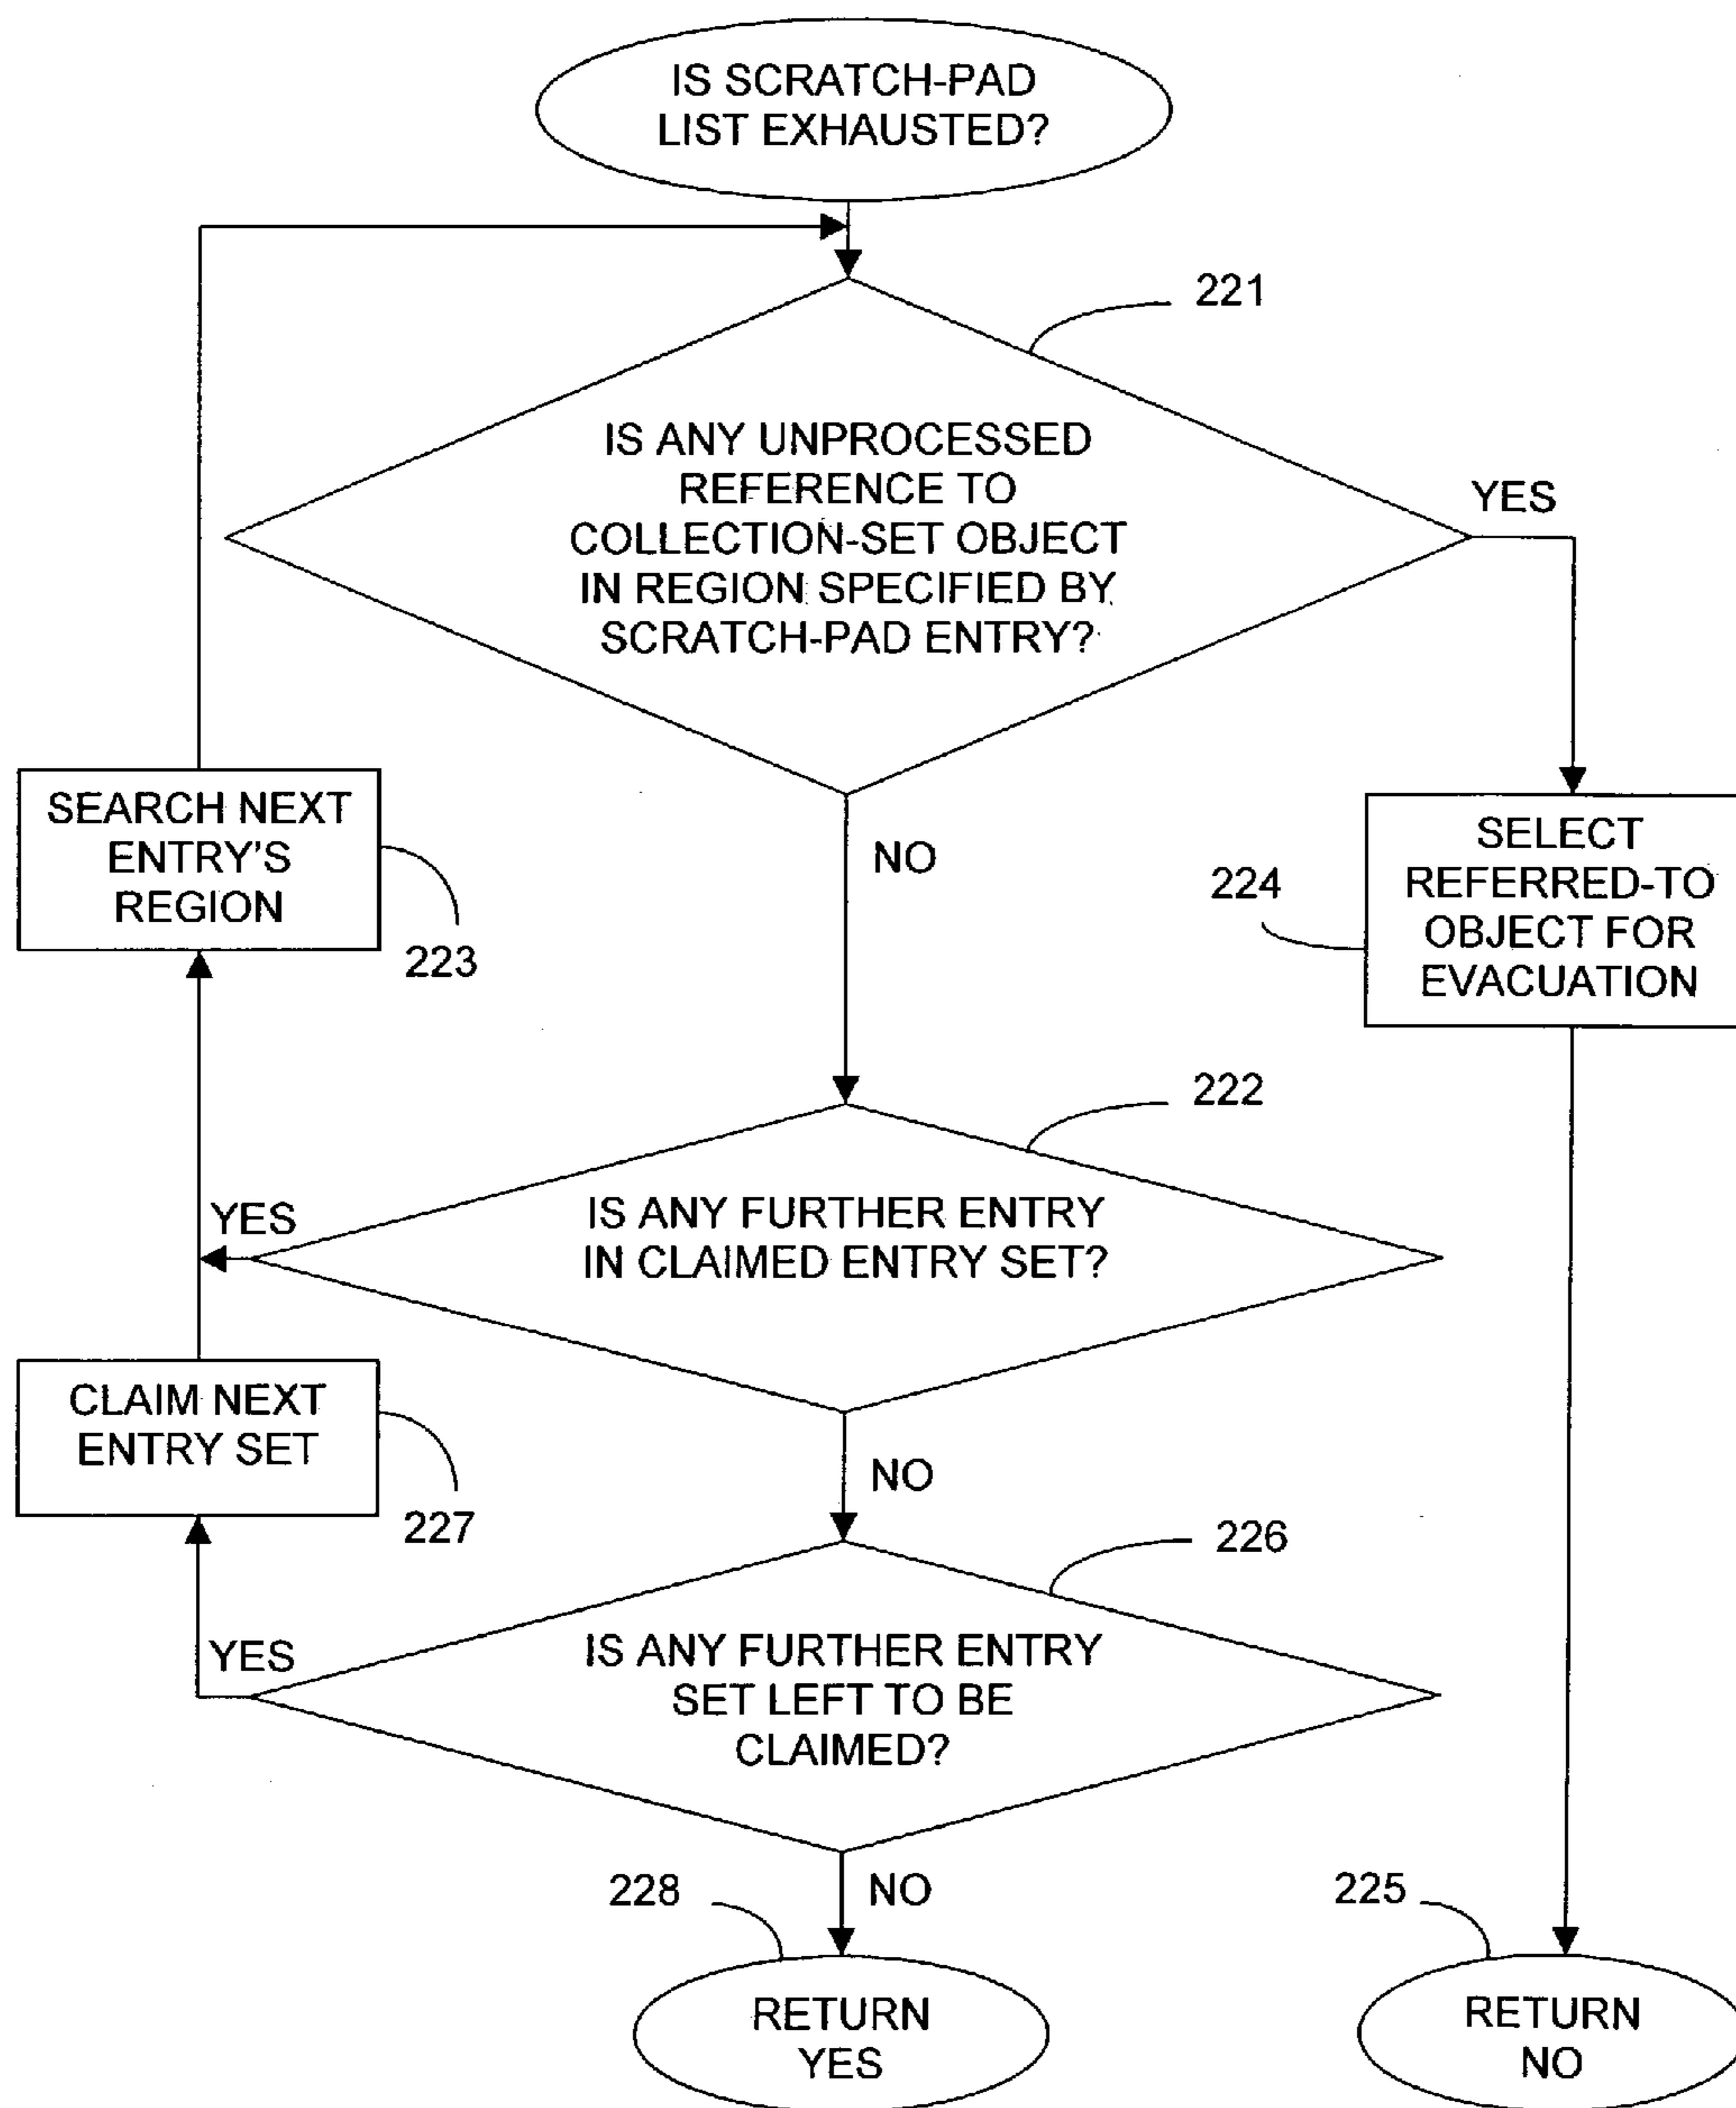 IS SCRATCH-PAD
LIST EXHAUSTED?
221
IS ANY UNPROCESSED
REFERENCE TO
COLLECTION-SET OBJECT
IN REGION SPECIFIED BY
SCRATCH-PAD ENTRY?
YES
SEARCH NEXT
ENTRY'S
REGION
223
NO
224
SELECT
REFERRED-TO
OBJECT FOR
EVACUATION
222
YES
IS ANY FURTHER ENTRY
IN CLAIMED ENTRY SET?
CLAIM NEXT
ENTRY SET
227
NO
226
YES
IS ANY FURTHER ENTRY
SET LEFT TO BE
CLAIMED?
228
NO
225
RETURN
YES
RETURN
NO